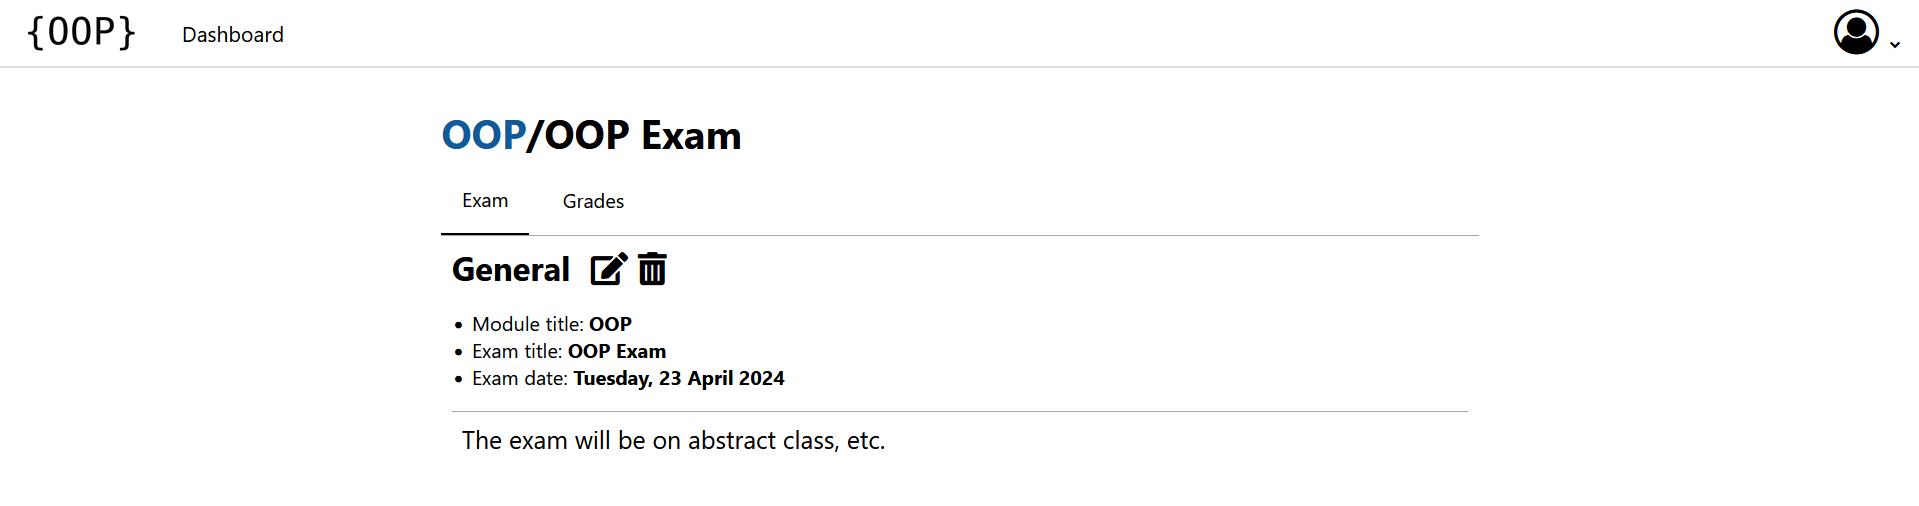 {OOP} Dashboard
OOP/OOP Exam
Exam Grades
General
• Module title: OOP
• Exam title: OOP Exam
• Exam date: Tuesday, 23 April 2024
The exam will be on abstract class, etc.